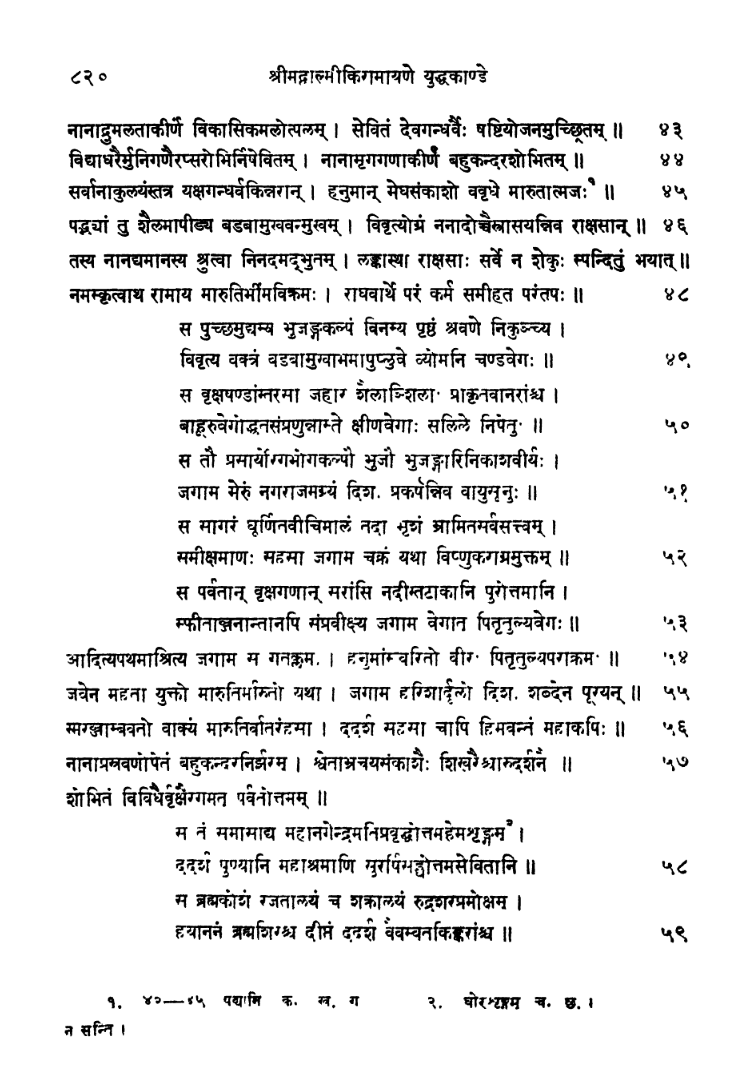 ८२० श्रीमद्वाल्मीकिरामायणे युद्धकाण्डे
नानाद्रुमलताकीर्णे विकासिकमलोत्पलम् । सेवितं देवगन्धर्वैः षष्टियोजनमुच्छ्रितम् ॥ ४३
विद्याधरैर्मुनिगणैरप्सरोभिर्निषेवितम् । नानामृगगणाकीर्णं बहुकन्दरशोभितम् ॥ ४४
सर्वानाकुलयंस्तत्र यक्षगन्धर्वकिन्नरान् । हनुमान् मेघसंकाशो ववृधे मारुतात्मजः१ ॥ ४५
पद्भ्यां तु शैलमापीड्य बडबामुखवन्मुखम् । विवृत्योग्रं ननादोच्चैस्त्रासयन्निव राक्षसान् ॥ ४६
तस्य नानद्यमानस्य श्रुत्वा निनदमद्भुतम् । लङ्कास्था राक्षसाः सर्वे न शेकुः स्पन्दितुं भयात् ॥
नमस्कृत्वाथ रामाय मारुतिर्भीमविक्रमः । राघवार्थे परं कर्म समीहत परंतपः ॥ ४८
स पुच्छमुद्यम्य भुजङ्गकल्पं विनम्य पृष्ठं श्रवणे निकुञ्च्य ।
विवृत्य वक्त्रं बडबामुखाभमापुप्लुवे व्योमनि चण्डवेगः ॥ ४९
स वृक्षषण्डांस्तरसा जहार शैलाञ्शिलाः प्राकृतवानरांश्च ।
बाहूरुवेगोद्धतसंप्रणुन्नास्ते क्षीणवेगाः सलिले निपेतुः ॥ ५०
स तौ प्रसार्योरगभोगकल्पौ भुजौ भुजङ्गारिनिकाशवीर्यः ।
जगाम मेरुं नगराजमग्र्यं दिशः प्रकर्षन्निव वायुसूनुः ॥ ५१
स सागरं घूर्णितवीचिमालं तदा भृशं भ्रामितसर्वसत्त्वम् ।
समीक्षमाणः सहसा जगाम चक्रं यथा विष्णुकराग्रमुक्तम् ॥ ५२
स पर्वतान् वृक्षगणान् सरांसि नदीस्तटाकानि पुरोत्तमानि ।
स्फीताञ्जनान्तानपि संप्रवीक्ष्य जगाम वेगात् पितृतुल्यवेगः ॥ ५३
आदित्यपथमाश्रित्य जगाम स गतक्लमः । हनुमांस्त्वरितो वीरः पितृतुल्यपराक्रमः ॥ ५४
जवेन महता युक्तो मारुतिर्मारुतो यथा । जगाम हरिशार्दूलो दिशः शब्देन पूरयन् ॥ ५५
स्मरञ्जाम्बवतो वाक्यं मारुतिर्वातरंहसा । ददर्श सहसा चापि हिमवन्तं महाकपिः ॥ ५६
नानाप्रस्रवणोपेतं बहुकन्दरनिर्झरम् । श्वेताभ्रचयसंकाशैः शिखरैश्चारुदर्शनैः ॥ ५७
शोभितं विविधैर्वृक्षैरगमत् पर्वतोत्तमम् ॥
स तं समासाद्य महानगेन्द्रमतिप्रवृद्धोत्तमहेमशृङ्गम्२ ।
ददर्श पुण्यानि महाश्रमाणि सुरर्षिसङ्घोत्तमसेवितानि ॥ ५८
स ब्रह्मकोशं रजतालयं च शक्रालयं रुद्रशरप्रमोक्षम् ।
हयाननं ब्रह्मशिरश्च दीप्तं ददर्श वैवस्वतकिङ्करांश्च ॥ ५९
१. ४२—४५ पद्यानि क. ख. ग २. घोरशृङ्गम् च. छ. ।
न सन्ति ।